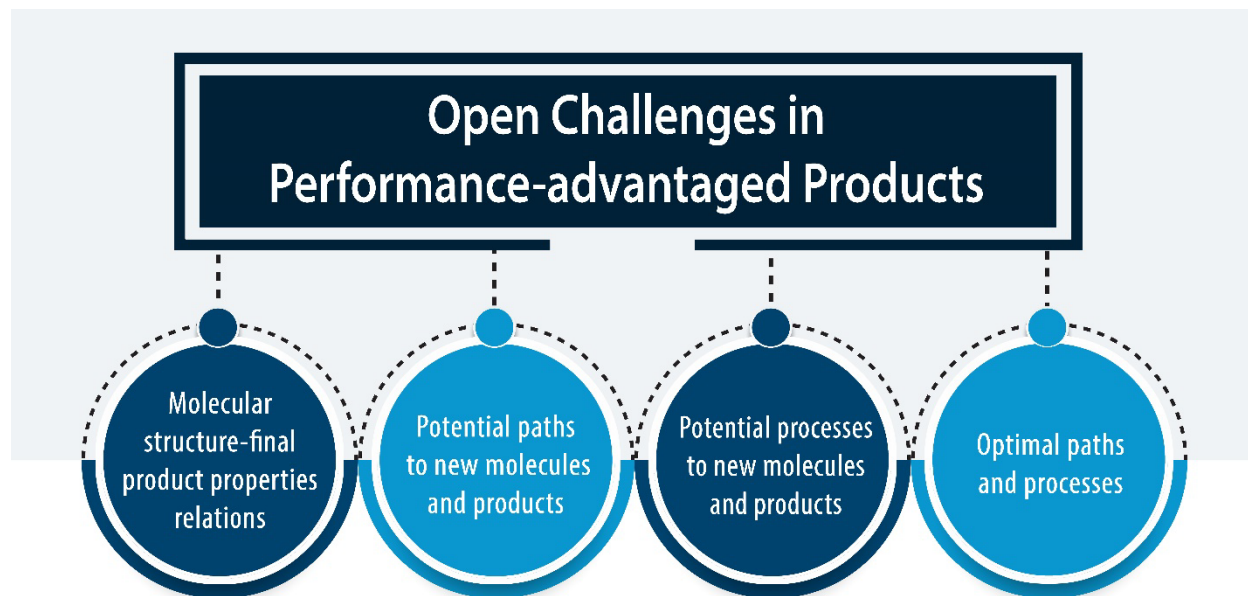 Open Challenges in
Performance-advantaged Products
Molecular
structure-final
product properties
relations
Potential paths
to new molecules
and products
Potential processes
to new molecules
and products
Optimal paths
and processes